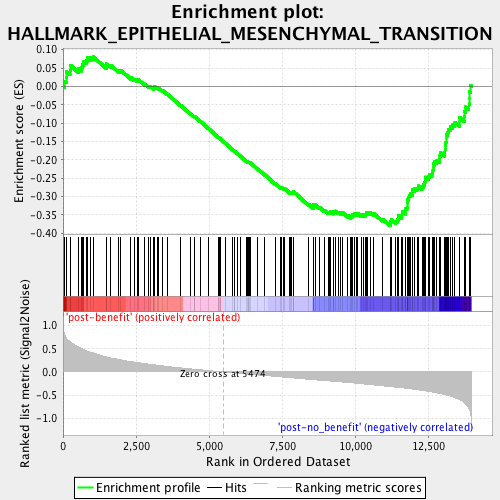 Enrichment plot:
HALLMARK_EPITHELIAL_MESENCHYMAL_TRANSITION
Enrichment score (ES)
0.10
0.05
0.00
-0.05
-0.10
-0.15
-0.20
-0.25
-0.30
-0.35
-0.40
Ranked list metric (Signal2Noise)
1.0
0.5
0.0
-0.5
-1.0
'post-benefit' (positively correlated)
Zero cross at 5474
'post-no_benefit' (negatively correlated)
0
2,500
5,000
7,500
10,000
12,500
Rank in Ordered Dataset
Enrichment profile
Hits
Ranking metric scores